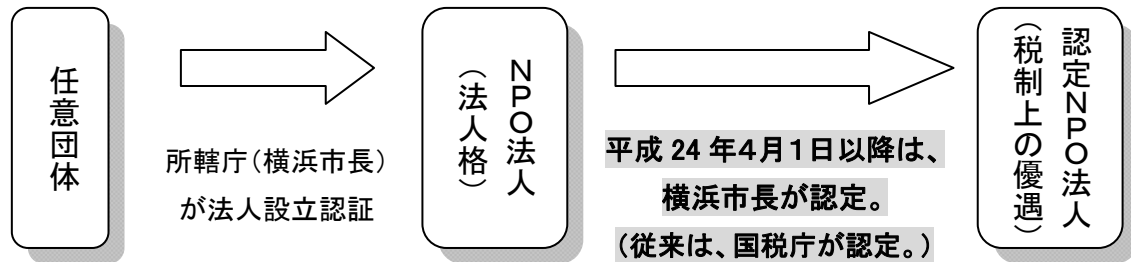 任意団体
所轄庁(横浜市長)
が法人設立認証
NPO法人
(法人格)
平成24年4月1日以降は、
横浜市長が認定。
(従来は、国税庁が認定。)
認定NPO法人
(税制上の優遇)